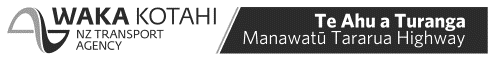 WAKA KOTAHI
NZ TRANSPORT
AGENCY
Te Ahu a Turanga
Manawatū Tararua Highway